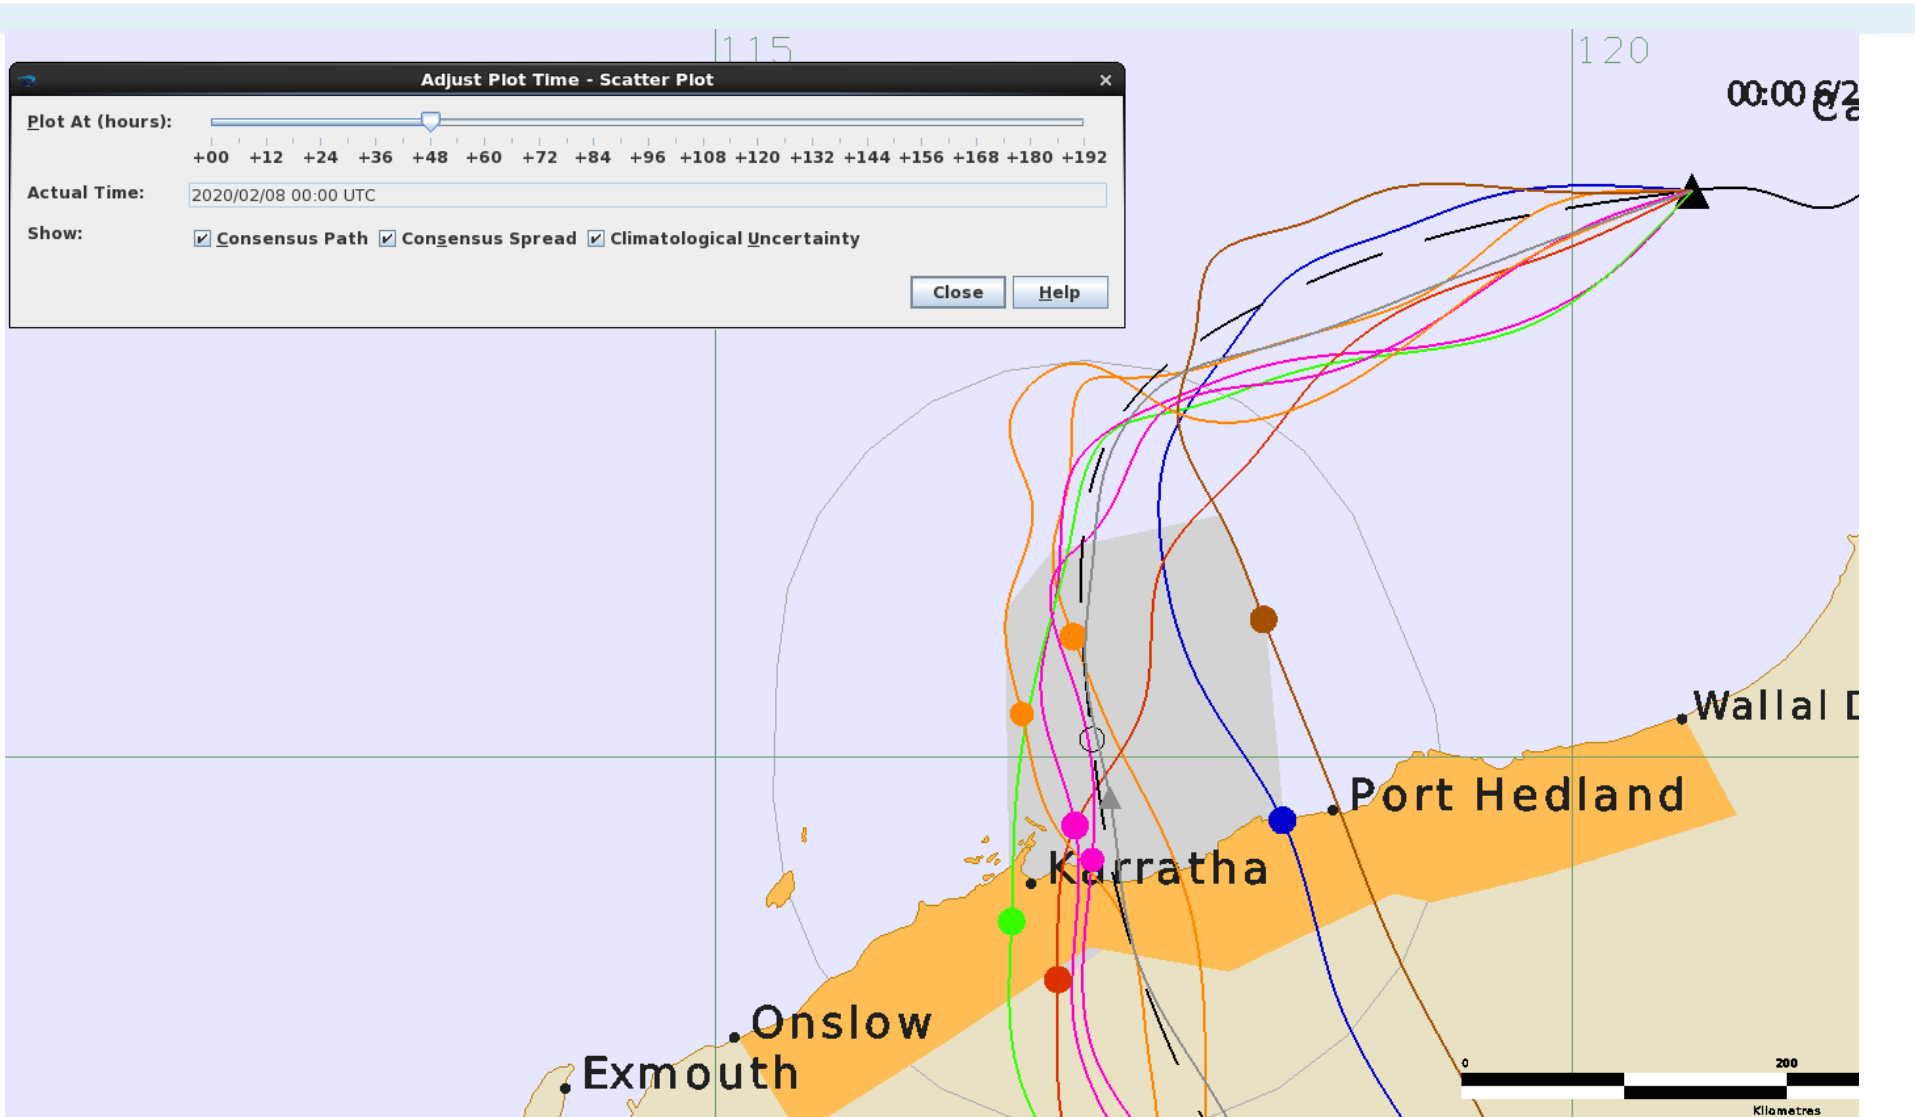 115
120
Adjust Plot Time - Scatter Plot
Plot At (hours):
+00 +12 +24 +36 +48 +60 +72 +84 +96 +108 +120 +132 +144 +156 +168 +180 +192
Actual Time: 2020/02/08 00:00 UTC
Show: Consensus Path Consensus Spread Climatological Uncertainty
Close Help
00:00
Wallal
Port Hedland
Karratha
Onslow
Exmouth
0 200
Kilometres